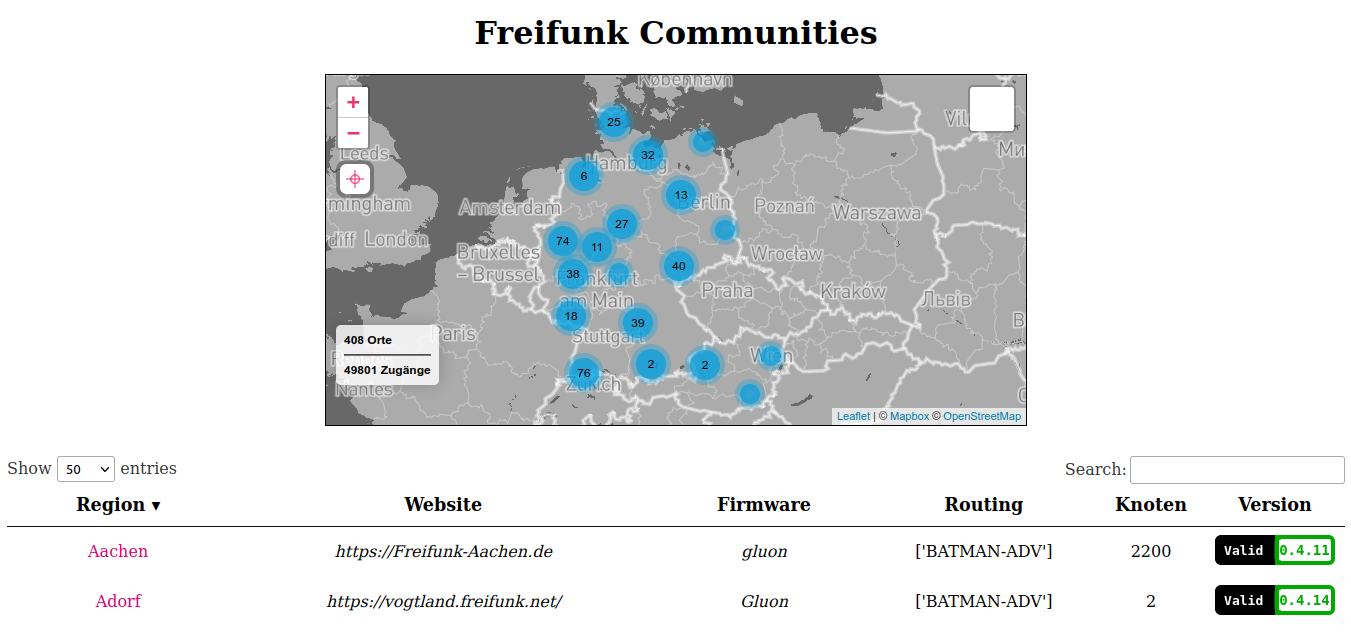 Freifunk Communities
København
+
25
Vil
−
32
Ми
Leeds
Hamburg
6
13
mingham
Amsterdam
Berlin
Poznań
Warszawa
27
diff London
74
11
Bruxelles
– Brussel
Wrocław
40
38
Frankfurt
am Main
Praha
Kraków
Львів
18
39
B
Paris
Stuttgart
408 Orte
49801 Zugänge
2
2
Wien
76
Zürich
Nantes
Leaflet | © Mapbox © OpenStreetMap
Show 50 entries
Search:
Region ▼ Website Firmware Routing Knoten Version
Aachen https://Freifunk-Aachen.de gluon ['BATMAN-ADV'] 2200 Valid 0.4.11
Adorf https://vogtland.freifunk.net/ Gluon ['BATMAN-ADV'] 2 Valid 0.4.14